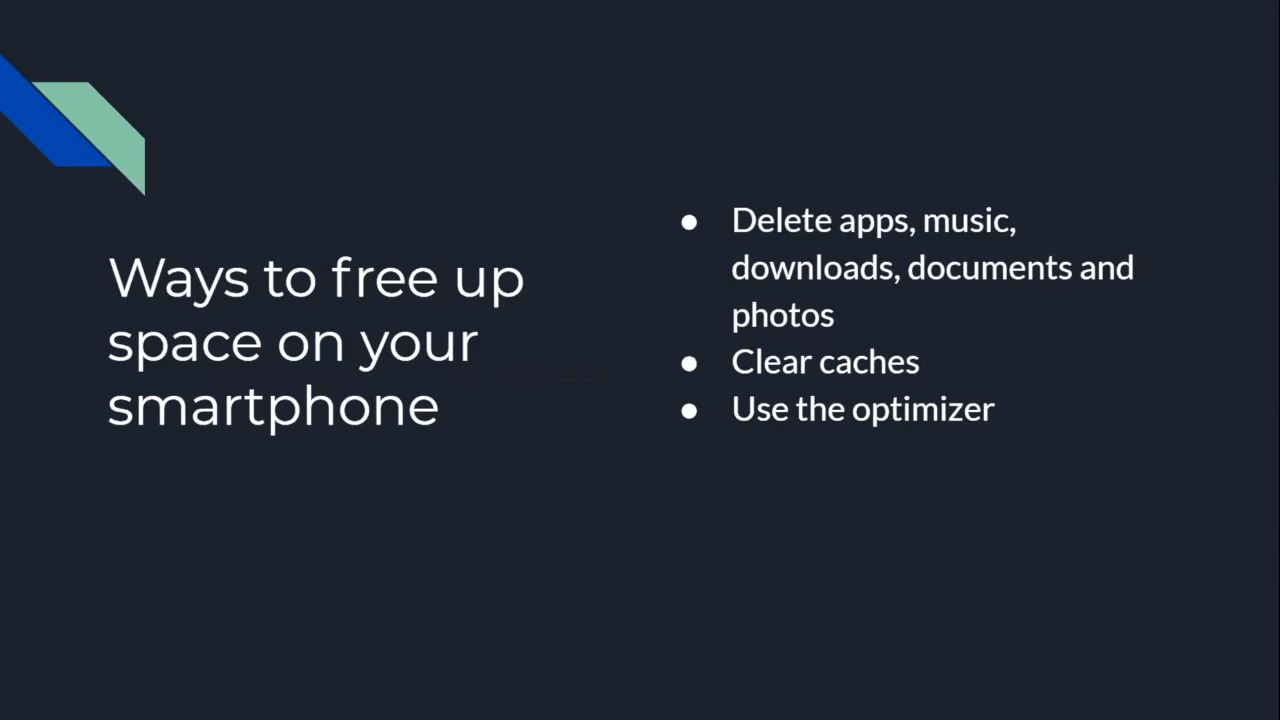 Ways to free up
space on your
smartphone
● Delete apps, music,
downloads, documents and
photos
● Clear caches
● Use the optimizer